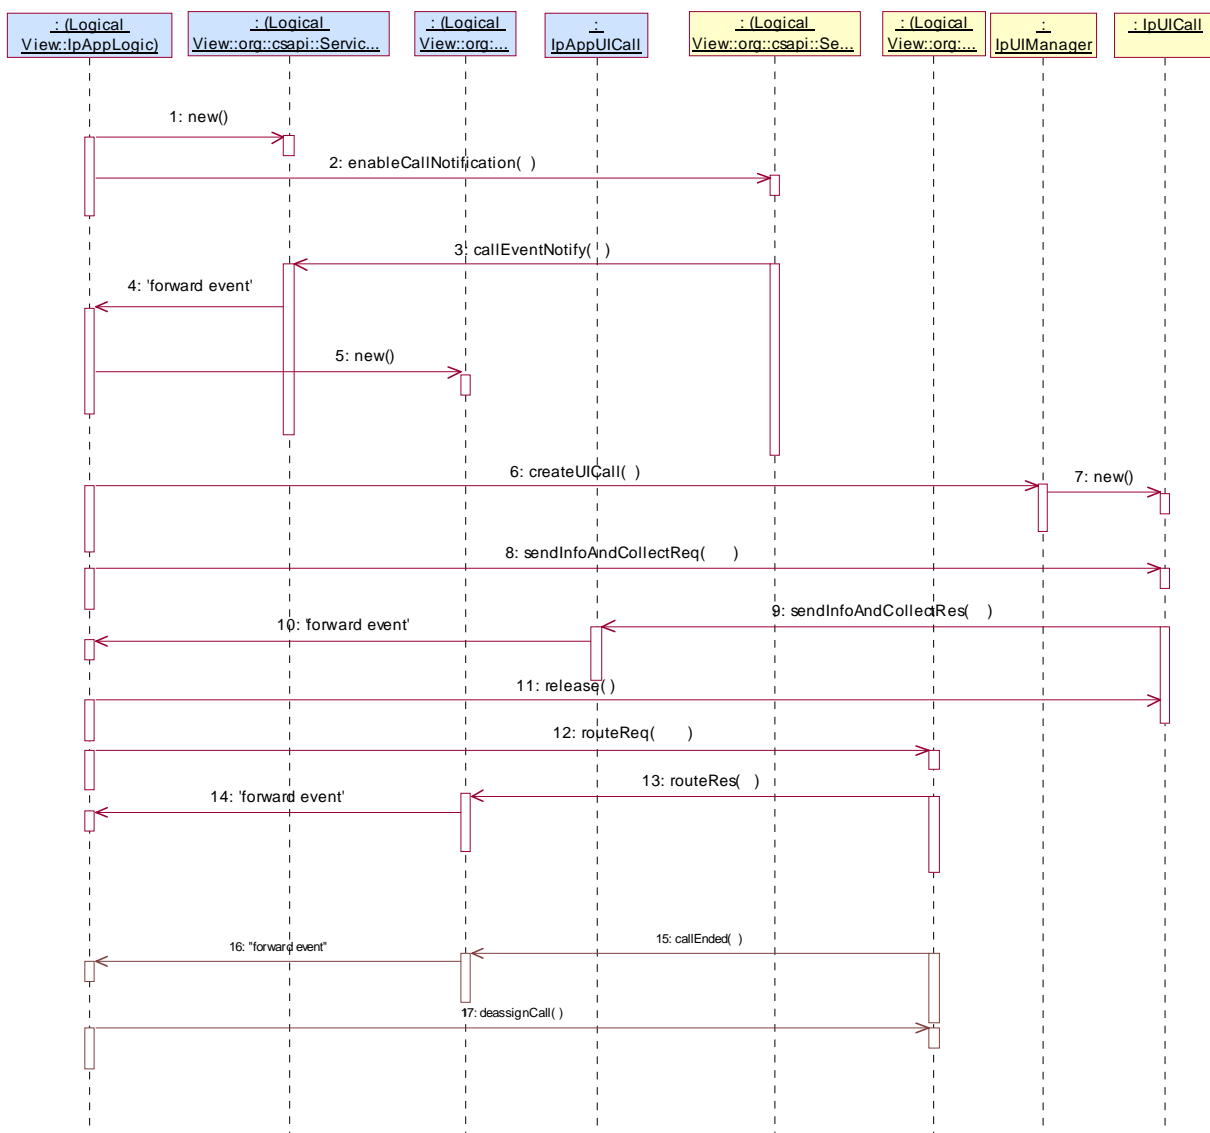 : (Logical
View::IpAppLogic)
: (Logical
View::org::csapi::Servic...
: (Logical
View::org:...
:
IpAppUICall
: (Logical
View::org::csapi::Se...
: (Logical
View::org:...
:
IpUIManager
: IpUICall
1: new()
2: enableCallNotification( )
3: callEventNotify( )
4: 'forward event'
5: new()
6: createUICall( )
7: new()
8: sendInfoAndCollectReq( )
9: sendInfoAndCollectRes( )
10: 'forward event'
11: release( )
12: routeReq( )
13: routeRes( )
14: 'forward event'
15: callEnded( )
16: "forward event"
17: deassignCall( )